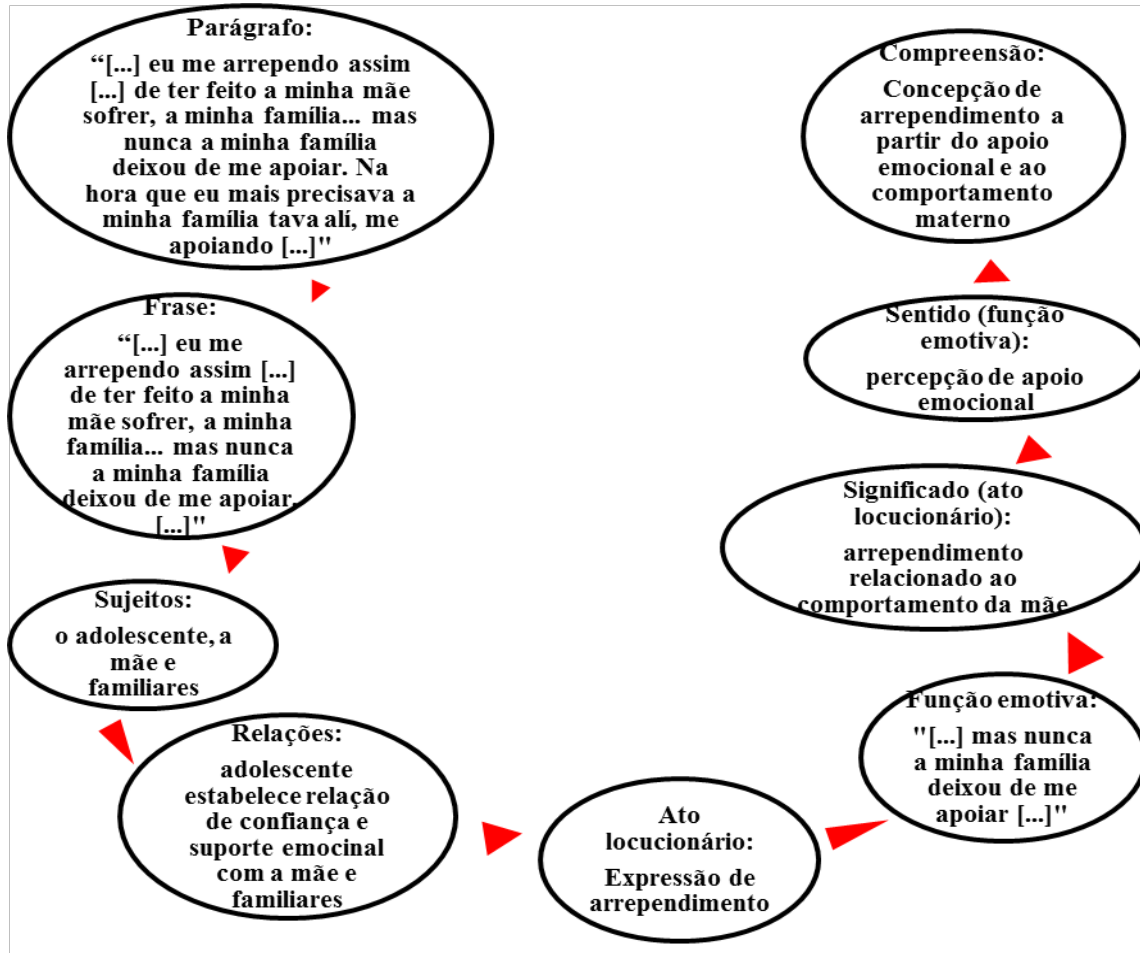 Parágrafo:
“[...] eu me arrependo assim
[...] de ter feito a minha mãe
sofrer, a minha família... mas
nunca a minha família
deixou de me apoiar. Na
hora que eu mais precisava a
minha família tava alí, me
apoiando [...]"
Frase:
“[...] eu me
arrependo assim [...]
de ter feito a minha
mãe sofrer, a minha
família... mas nunca
a minha família
deixou de me apoiar.
[...]"
Sujeitos:
o adolescente, a
mãe e
familiares
Relações:
adolescente
estabelece relação
de confiança e
suporte emocinal
com a mãe e
familiares
Ato
locucionário:
Expressão de
arrependimento
Função emotiva:
"[...] mas nunca
a minha família
deixou de me
apoiar [...]"
Significado (ato
locucionário):
arrependimento
relacionado ao
comportamento da mãe
Sentido (função
emotiva):
percepção de apoio
emocional
Compreensão:
Concepção de
arrependimento a
partir do apoio
emocional e ao
comportamento
materno